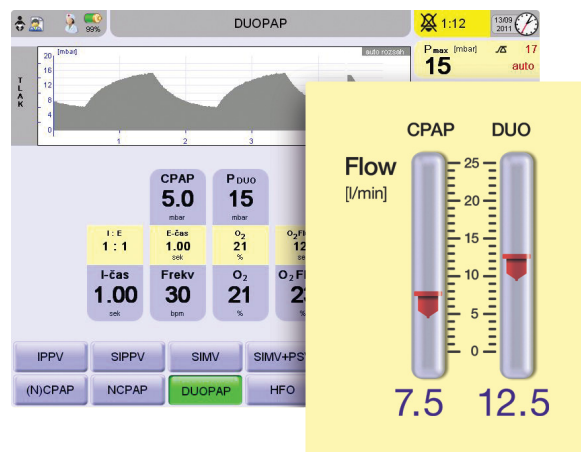 99%
DUOPAP
1:12
13/09
2011
[mbar]
auto rozsah
TLAK
20
16
12
8
4
0
1
2
3
Pmax [mbar]
17
15
auto
CPAP
5.0
mbar
PDUO
15
mbar
I : E
1 : 1
E-čas
1.00
sek
O2
21
%
I-čas
1.00
sek
Frekv
30
bpm
O2
21
%
IPPV
SIPPV
SIMV
(N)CPAP
NCPAP
DUOPAP
HFO
CPAP
DUO
Flow
[l/min]
25
20
15
10
5
0
7.5
12.5